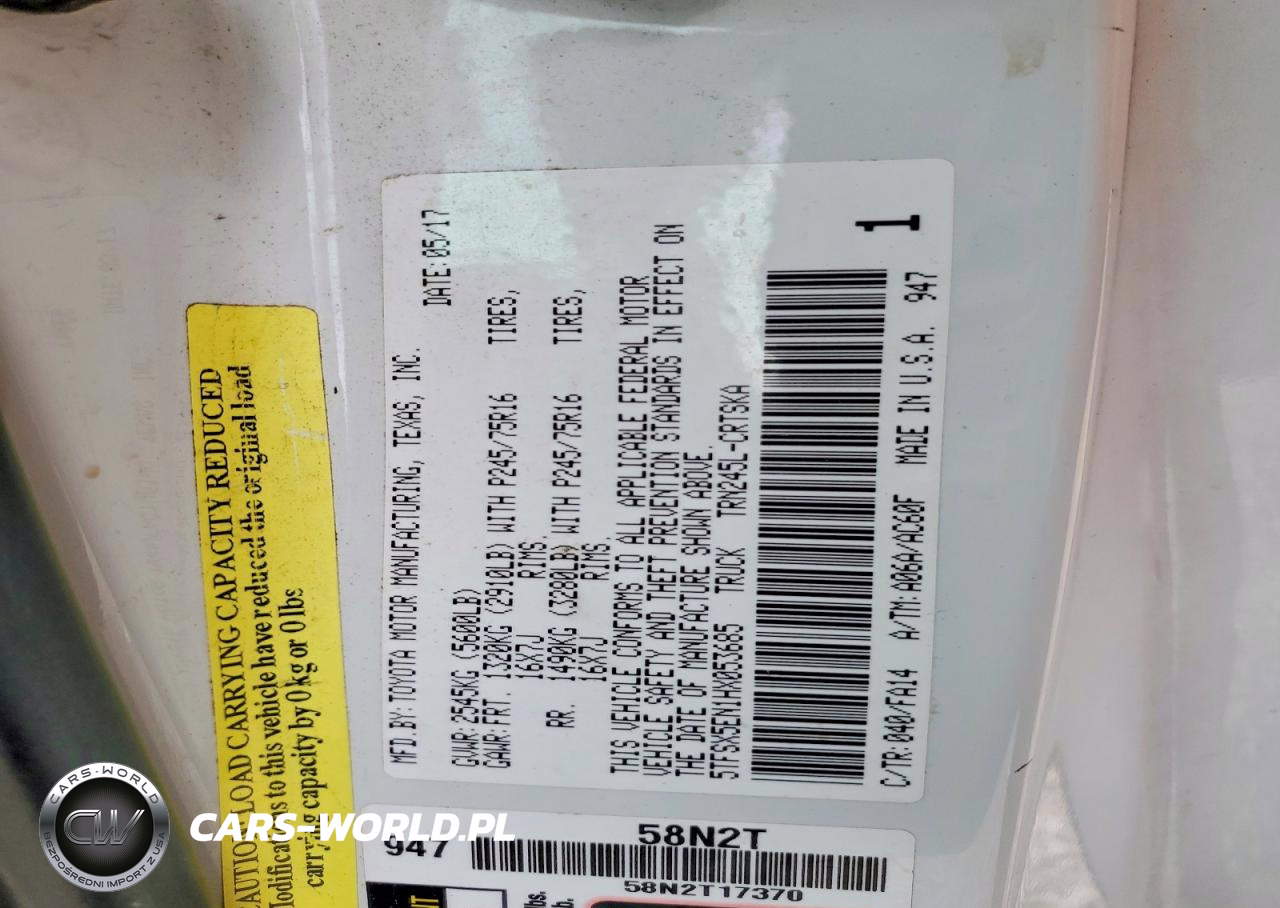 CAUTION: LOAD CARRYING CAPACITY REDUCED
Modifications to this vehicle have reduced the original load
carrying capacity by 0 kg or 0 lbs
MFD. BY: TOYOTA MOTOR MANUFACTURING, TEXAS, INC.
DATE: 05/17
GVWR: 2545KG (5600LB)
GAWR: FRT. 1320KG (2910LB) WITH P245/75R16 TIRES,
16X7J RIMS.
RR. 1490KG (3280LB) WITH P245/75R16 TIRES,
16X7J RIMS.
THIS VEHICLE CONFORMS TO ALL APPLICABLE FEDERAL MOTOR
VEHICLE SAFETY AND THEFT PREVENTION STANDARDS IN EFFECT ON
THE DATE OF MANUFACTURE SHOWN ABOVE.
5TFSX5EN1HX053685 TRUCK TRN245L-CRTSKA
1
C/TR: 040/FA14 A/TM: A06A/AC60F MADE IN U.S.A. 947
947
58N2T
58N2T17370
lbs.
CARS-WORLD
CW
BEZPOŚREDNI IMPORT Z USA
CARS-WORLD.PL